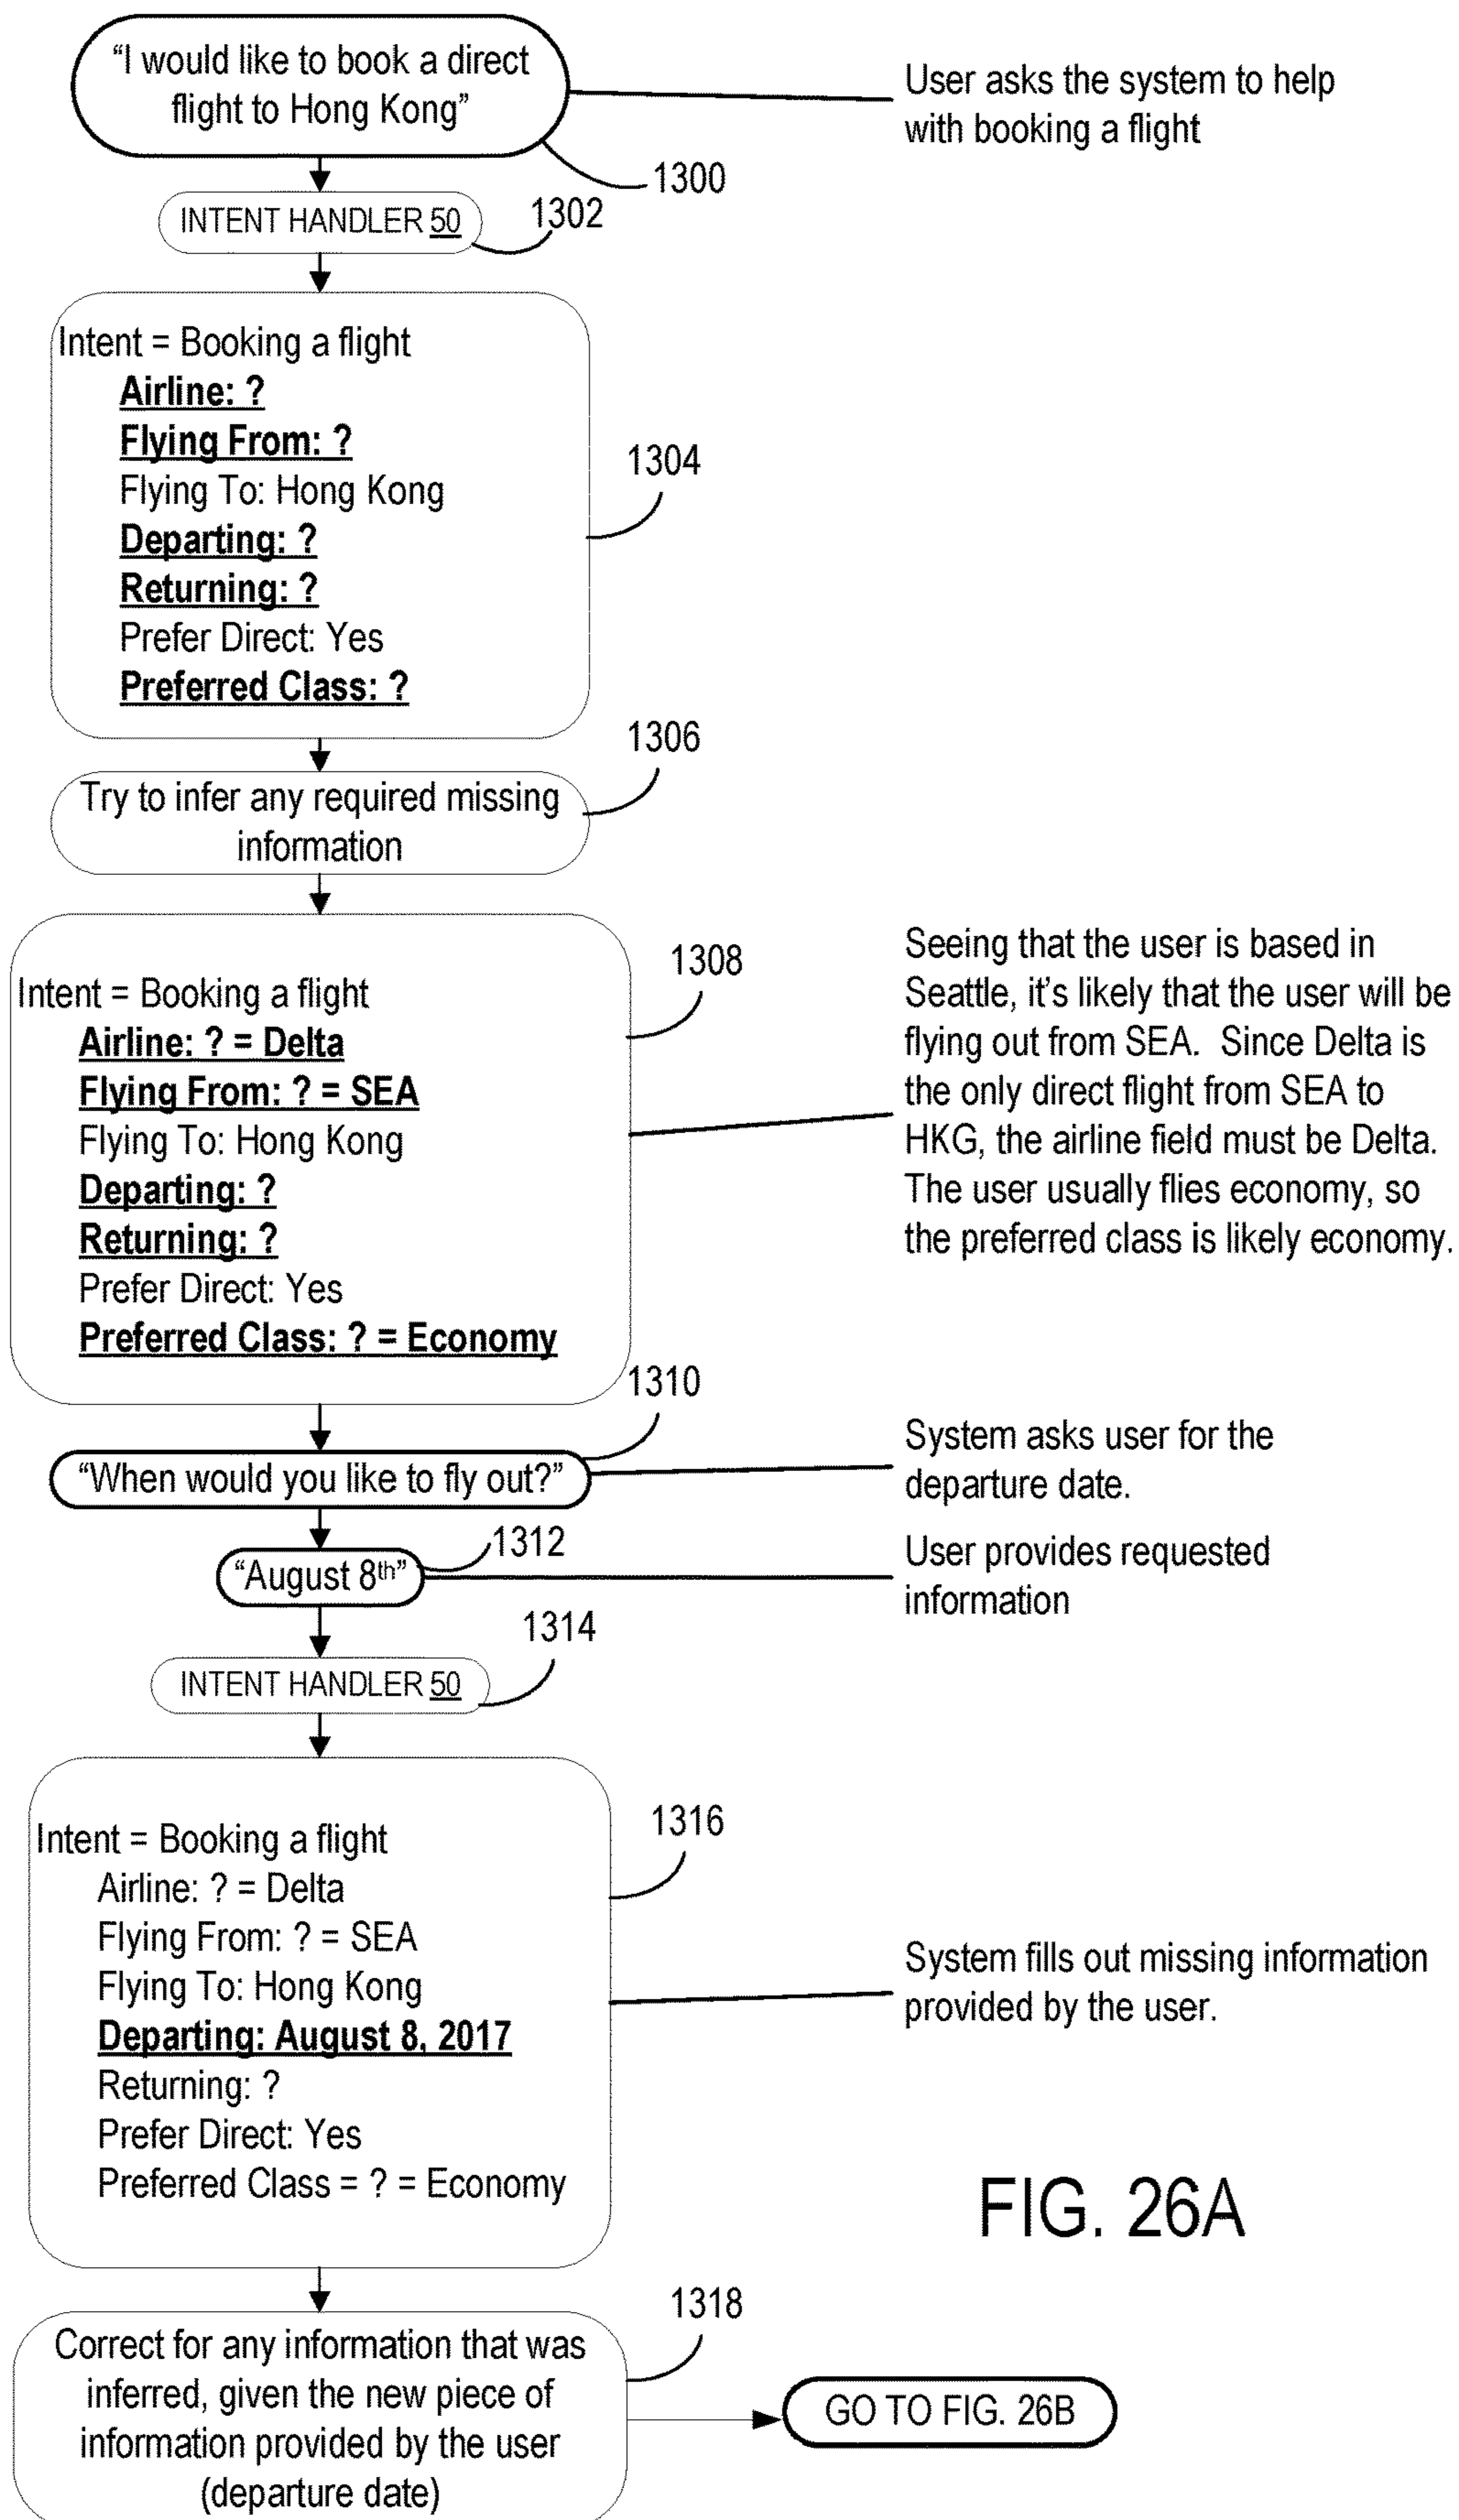 “I would like to book a direct
flight to Hong Kong”
User asks the system to help
with booking a flight
1300
INTENT HANDLER 50
1302
Intent = Booking a flight
Airline: ?
Flying From: ?
Flying To: Hong Kong
Departing: ?
Returning: ?
Prefer Direct: Yes
Preferred Class: ?
1304
1306
Try to infer any required missing
information
1308
Intent = Booking a flight
Airline: ? = Delta
Flying From: ? = SEA
Flying To: Hong Kong
Departing: ?
Returning: ?
Prefer Direct: Yes
Preferred Class: ? = Economy
Seeing that the user is based in
Seattle, it’s likely that the user will be
flying out from SEA. Since Delta is
the only direct flight from SEA to
HKG, the airline field must be Delta.
The user usually flies economy, so
the preferred class is likely economy.
1310
“When would you like to fly out?”
System asks user for the
departure date.
1312
“August 8th”
User provides requested
information
1314
INTENT HANDLER 50
1316
Intent = Booking a flight
Airline: ? = Delta
Flying From: ? = SEA
Flying To: Hong Kong
Departing: August 8, 2017
Returning: ?
Prefer Direct: Yes
Preferred Class = ? = Economy
System fills out missing information
provided by the user.
FIG. 26A
1318
Correct for any information that was
inferred, given the new piece of
information provided by the user
(departure date)
GO TO FIG. 26B